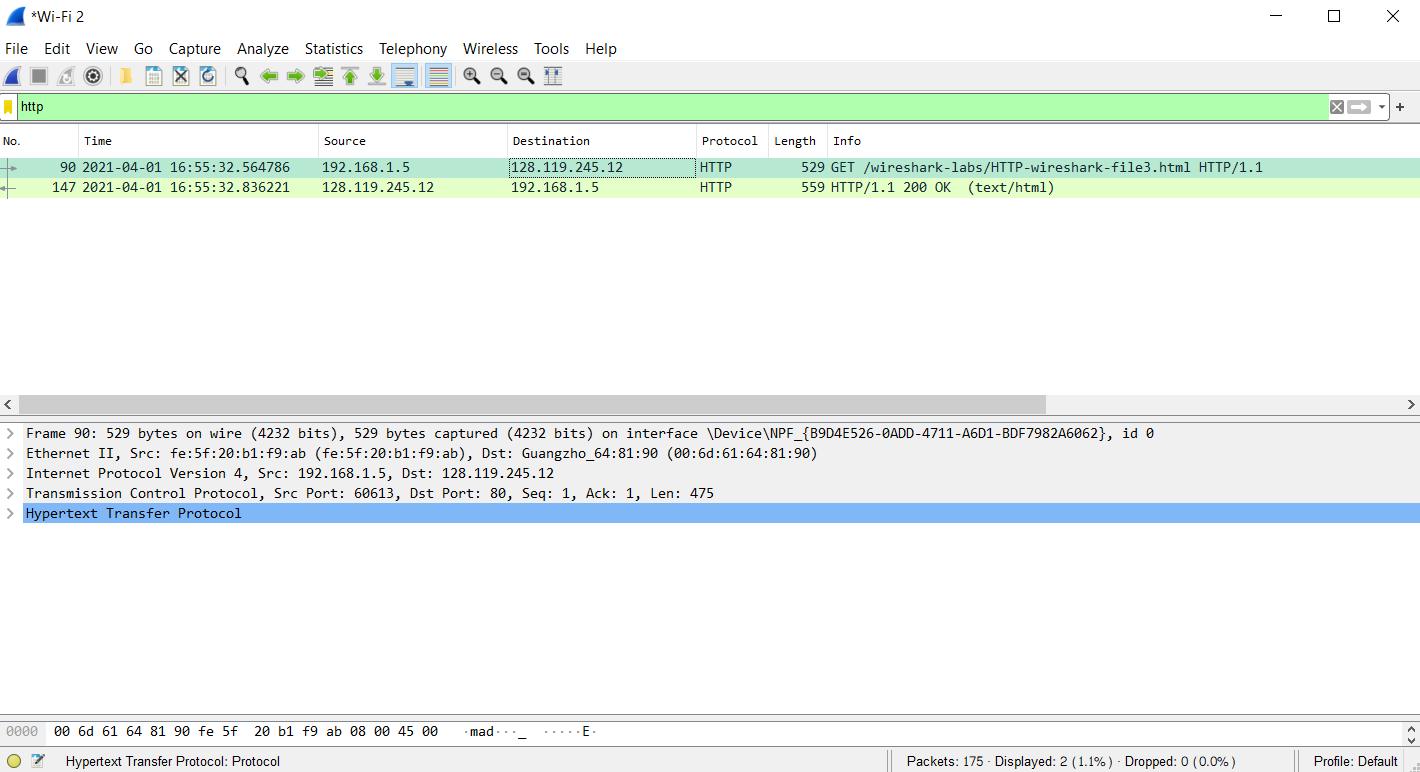 *Wi-Fi 2
File Edit View Go Capture Analyze Statistics Telephony Wireless Tools Help
http
No. Time Source Destination Protocol Length Info
90 2021-04-01 16:55:32.564786 192.168.1.5 128.119.245.12 HTTP 529 GET /wireshark-labs/HTTP-wireshark-file3.html HTTP/1.1
147 2021-04-01 16:55:32.836221 128.119.245.12 192.168.1.5 HTTP 559 HTTP/1.1 200 OK (text/html)
Frame 90: 529 bytes on wire (4232 bits), 529 bytes captured (4232 bits) on interface \Device\NPF_{B9D4E526-0ADD-4711-A6D1-BDF7982A6062}, id 0
Ethernet II, Src: fe:5f:20:b1:f9:ab (fe:5f:20:b1:f9:ab), Dst: Guangzho_64:81:90 (00:6d:61:64:81:90)
Internet Protocol Version 4, Src: 192.168.1.5, Dst: 128.119.245.12
Transmission Control Protocol, Src Port: 60613, Dst Port: 80, Seq: 1, Ack: 1, Len: 475
Hypertext Transfer Protocol
0000 00 6d 61 64 81 90 fe 5f 20 b1 f9 ab 08 00 45 00 ·mad···_ ·····E·
Hypertext Transfer Protocol: Protocol Packets: 175 · Displayed: 2 (1.1%) · Dropped: 0 (0.0%) Profile: Default